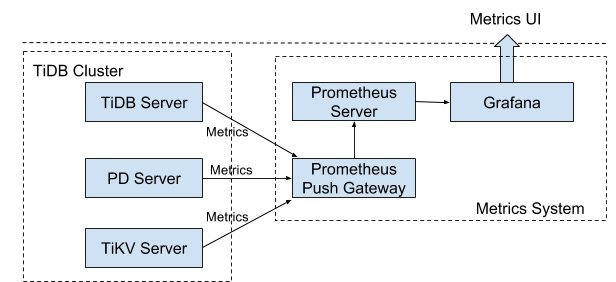 Metrics UI
TiDB Cluster
TiDB Server
Prometheus
Server
Grafana
Metrics
PD Server
Metrics
Prometheus
Push Gateway
Metrics
TiKV Server
Metrics System